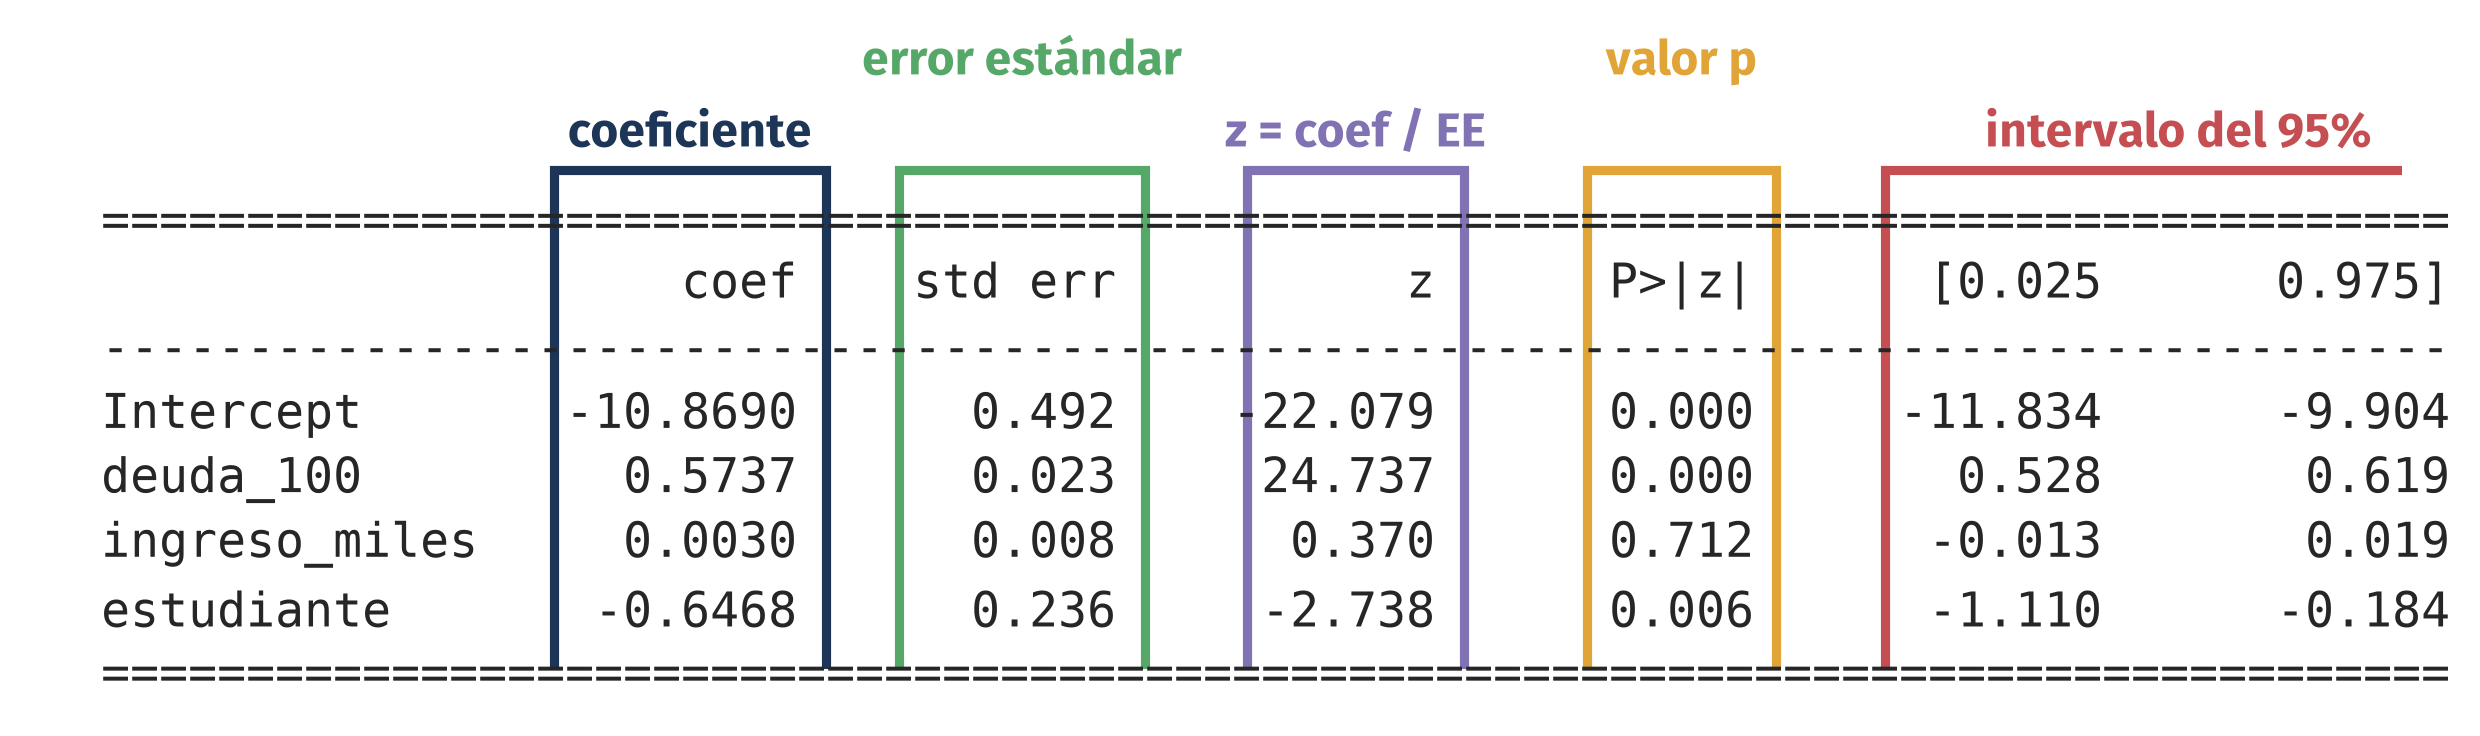 error estándar valor p
coeficiente z = coef / EE intervalo del 95%
==================================================================================
coef std err z P>|z| [0.025 0.975]
----------------------------------------------------------------------------------
Intercept -10.8690 0.492 -22.079 0.000 -11.834 -9.904
deuda_100 0.5737 0.023 24.737 0.000 0.528 0.619
ingreso_miles 0.0030 0.008 0.370 0.712 -0.013 0.019
estudiante -0.6468 0.236 -2.738 0.006 -1.110 -0.184
==================================================================================